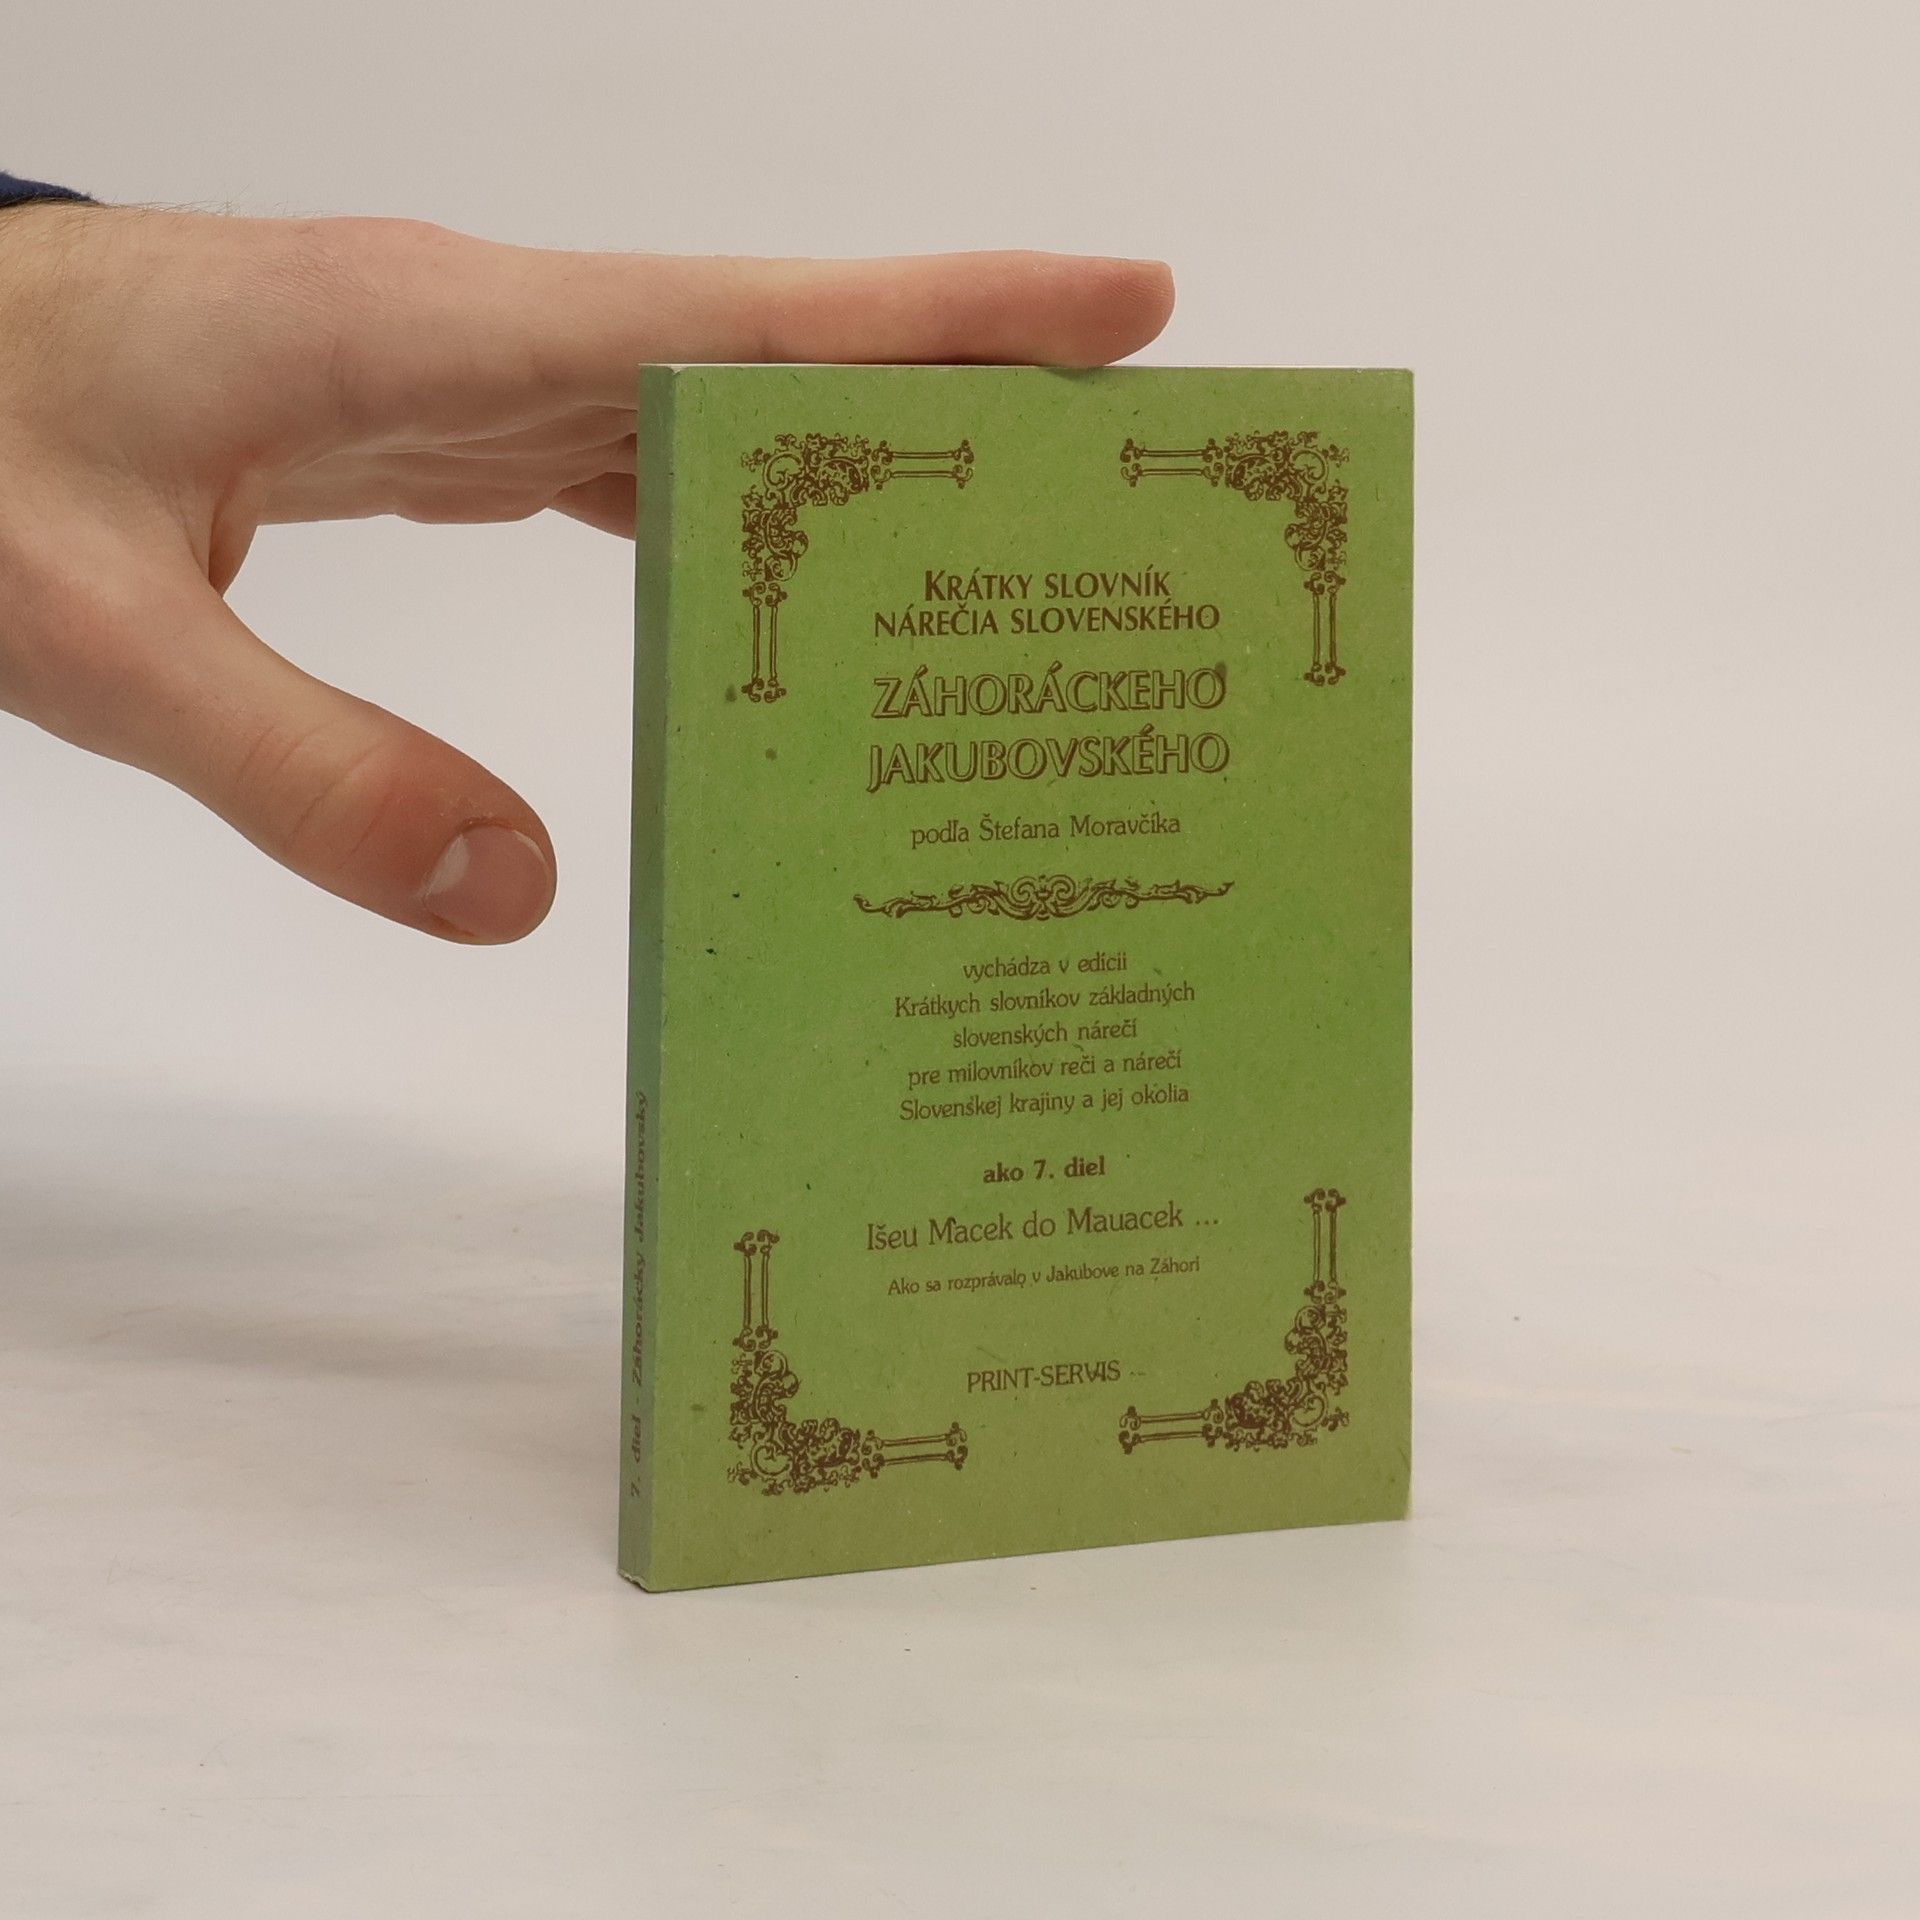 KRÁTKY SLOVNÍK
NÁREČIA SLOVENSKÉHO
ZÁHORÁCKEHO
JAKUBOVSKÉHO
podľa Štefana Moravčíka
vychádza v edícii
Krátkych slovníkov základných
slovenských nárečí
pre milovníkov reči a nárečí
Slovenskej krajiny a jej okolia
ako 7. diel
Išeu Macek do Mauacek ...
Ako sa rozprávalo v Jakubove na Záhorí
PRINT-SERVIS
7. diel - Záhorácky Jakubovský